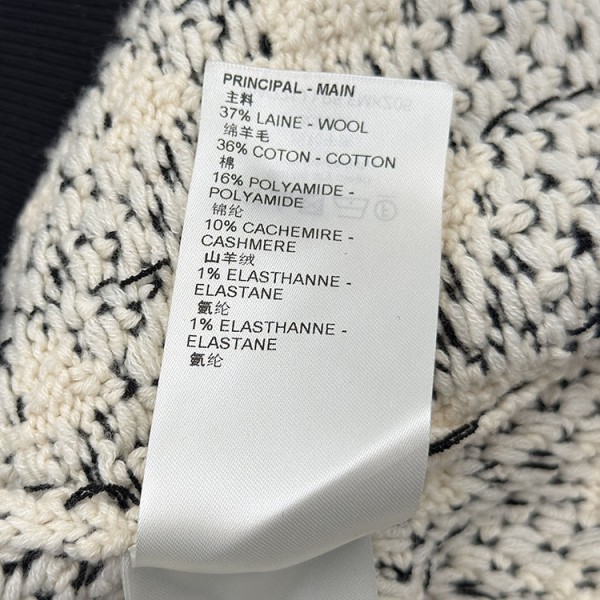 PRINCIPAL - MAIN
主料
37% LAINE - WOOL
绵羊毛
36% COTON - COTTON
棉
16% POLYAMIDE -
POLYAMIDE
锦纶
10% CACHEMIRE -
CASHMERE
山羊绒
1% ELASTHANNE -
ELASTANE
氨纶
1% ELASTHANNE -
ELASTANE
氨纶